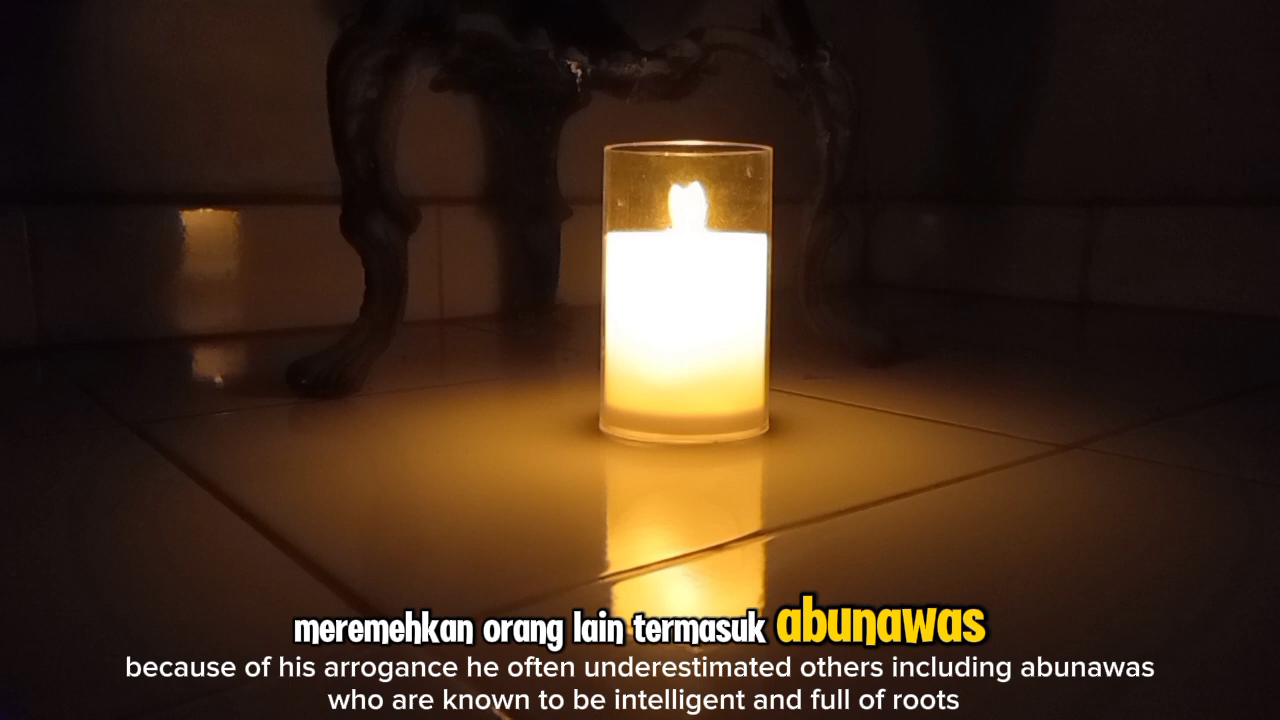 meremehkan orang lain termasuk abunawas
because of his arrogance he often underestimated others including abunawas
who are known to be intelligent and full of roots